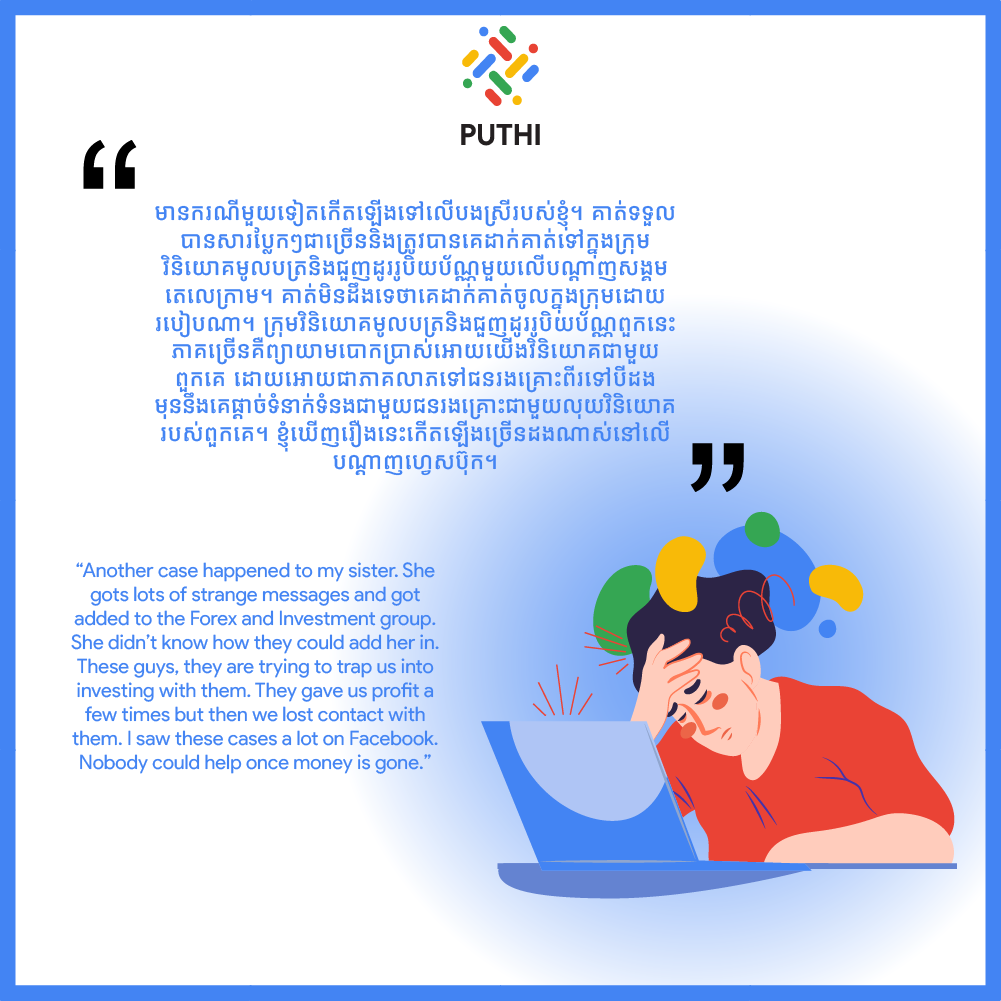 PUTHI
“
មានករណីមួយទៀតកើតឡើងទៅលើបងស្រីរបស់ខ្ញុំ។ គាត់ទទួល
បានសារប្លែកៗជាច្រើននិងត្រូវបានគេដាក់គាត់ទៅក្នុងក្រុម
វិនិយោគមូលបត្រនិងជួញដូររូបិយប័ណ្ណមួយលើបណ្តាញសង្គម
តេលេក្រាម។ គាត់មិនដឹងទេថាគេដាក់គាត់ចូលក្នុងក្រុមដោយ
របៀបណា។ ក្រុមវិនិយោគមូលបត្រនិងជួញដូររូបិយប័ណ្ណពួកនេះ
ភាគច្រើនគឺព្យាយាមបោកប្រាស់អោយយើងវិនិយោគជាមួយ
ពួកគេ ដោយអោយជាភាគលាភទៅជនរងគ្រោះពីរទៅបីដង
មុននឹងគេផ្តាច់ទំនាក់ទំនងជាមួយជនរងគ្រោះជាមួយលុយវិនិយោគ
របស់ពួកគេ។ ខ្ញុំឃើញរឿងនេះកើតឡើងច្រើនដងណាស់នៅលើ
បណ្តាញហ្វេសប៊ុក។
”
“Another case happened to my sister. She
gots lots of strange messages and got
added to the Forex and Investment group.
She didn’t know how they could add her in.
These guys, they are trying to trap us into
investing with them. They gave us profit a
few times but then we lost contact with
them. I saw these cases a lot on Facebook.
Nobody could help once money is gone.”